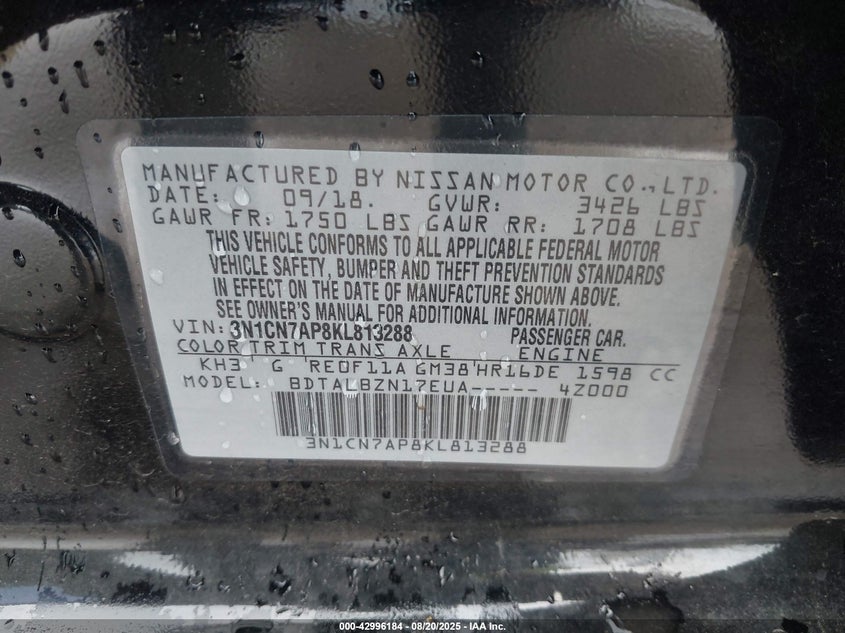 MANUFACTURED BY NISSAN MOTOR CO., LTD.
DATE: 09/18. GVWR: 3426 LBS
GAWR FR: 1750 LBS GAWR RR: 1708 LBS
THIS VEHICLE CONFORMS TO ALL APPLICABLE FEDERAL MOTOR
VEHICLE SAFETY, BUMPER AND THEFT PREVENTION STANDARDS
IN EFFECT ON THE DATE OF MANUFACTURE SHOWN ABOVE.
SEE OWNER'S MANUAL FOR ADDITIONAL INFORMATION.
VIN: 3N1CN7AP8KL813288 PASSENGER CAR.
COLOR TRIM TRANS AXLE ENGINE
KH3 G RE0F11A GM38 HR16DE 1598 CC
MODEL: BDTALBZN17EUA----- 4Z000
3N1CN7AP8KL813288
000-42996184 - 08/20/2025 - IAA Inc.